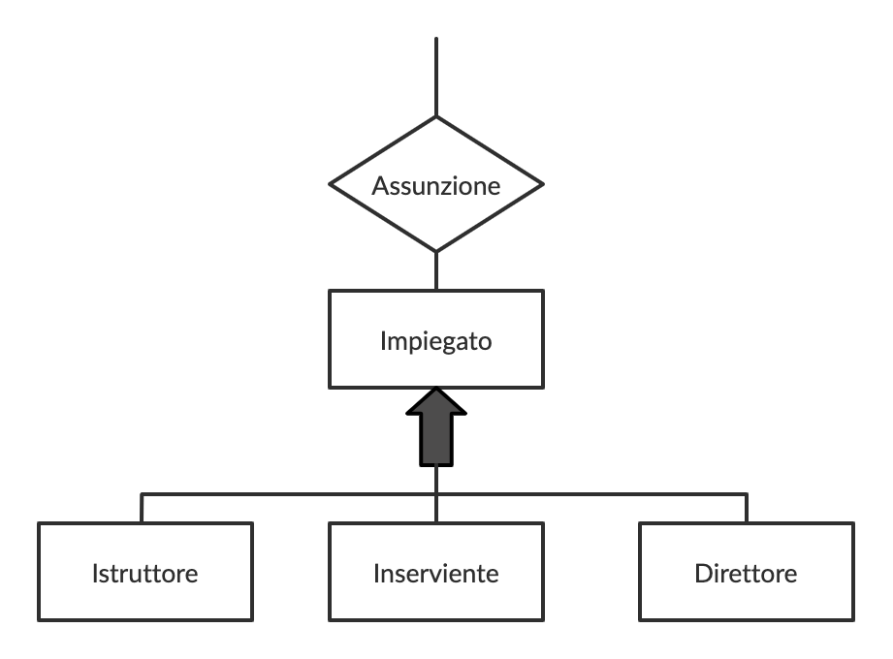 Assunzione
Impiegato
Istruttore
Inserviente
Direttore